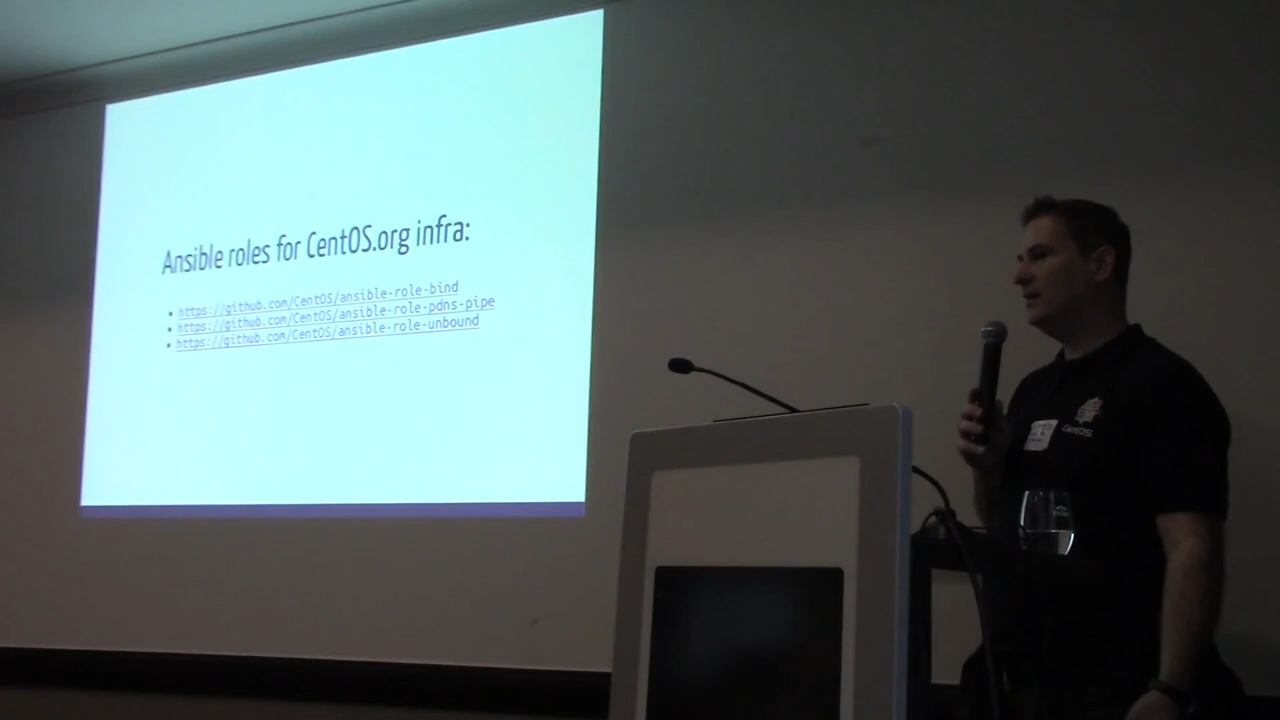 Ansible roles for CentOS.org infra:
https://github.com/CentOS/ansible-role-bind
https://github.com/CentOS/ansible-role-pdns-pipe
https://github.com/CentOS/ansible-role-unbound
CentOS